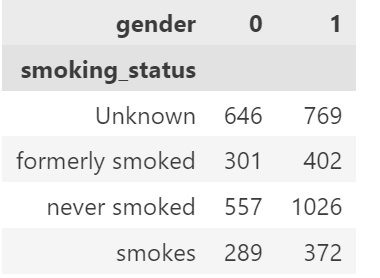 gender 0 1
smoking_status
Unknown 646 769
formerly smoked 301 402
never smoked 557 1026
smokes 289 372